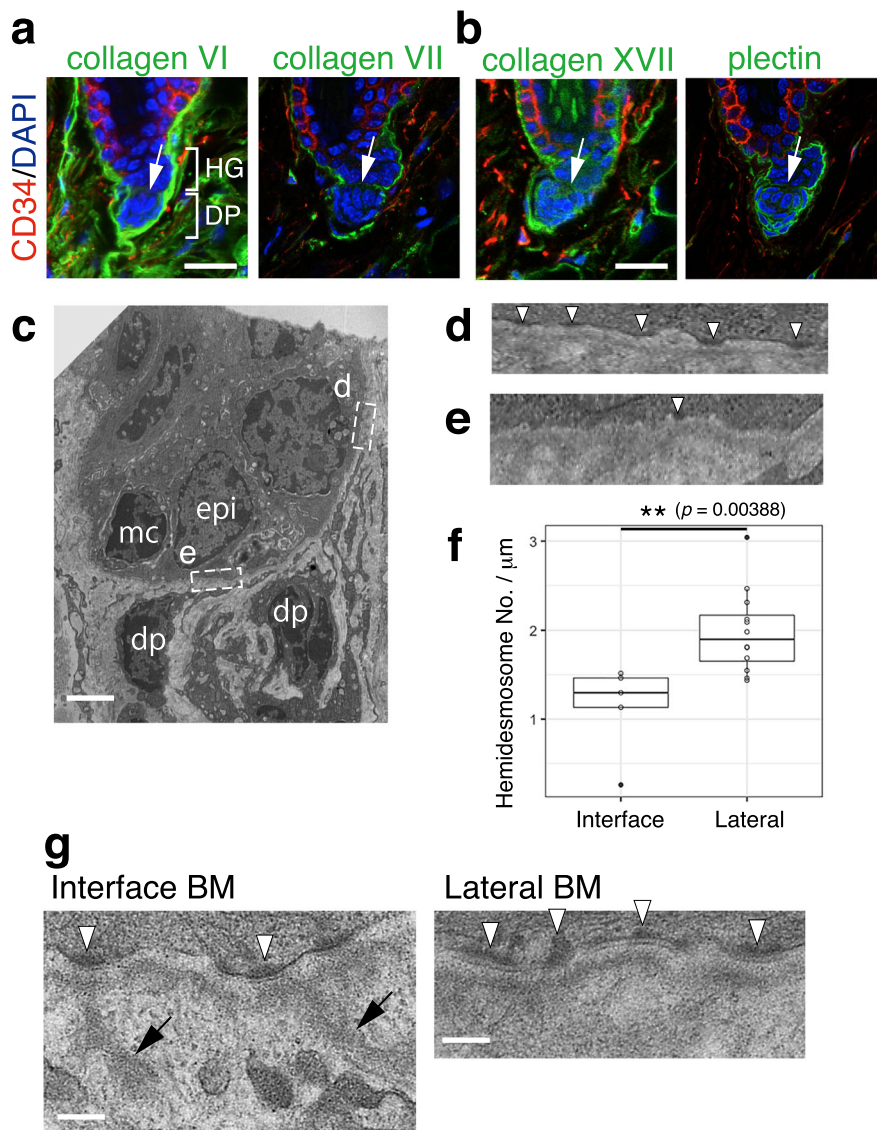 a
collagen VI
collagen VII
b
collagen XVII
plectin
CD34/DAPI
HG
DP
c
d
mc
epi
e
dp
dp
d
e
f
** (p = 0.00388)
Hemidesmosome No. / μm
3
2
1
Interface
Lateral
g
Interface BM
Lateral BM